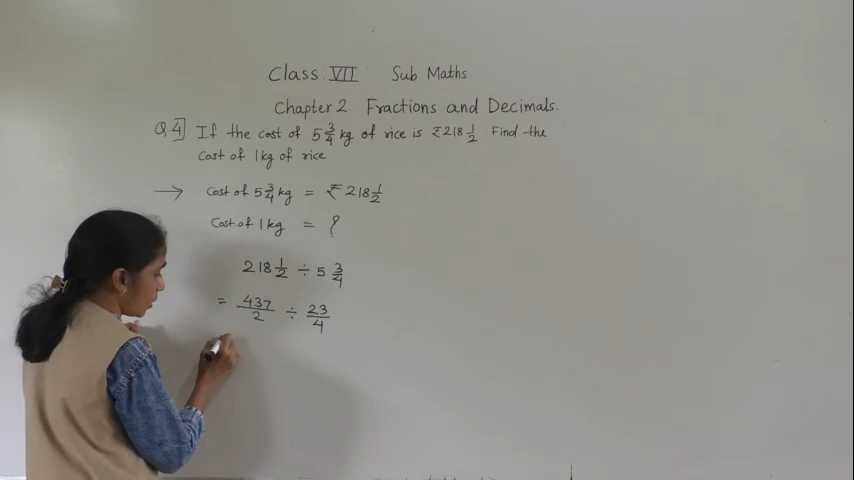 Class VII Sub Maths
Chapter 2. Fractions and Decimals.
Q.4] If the cost of 5 3/4 kg of rice is ₹218 1/2 Find the
Cost of 1kg of rice
→ Cost of 5 3/4 kg = ₹218 1/2
Cost of 1kg = ?
218 1/2 ÷ 5 3/4
= 437/2 ÷ 23/4